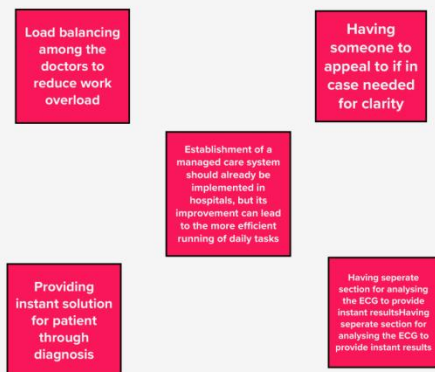 Load balancing
among the
doctors to
reduce work
overload
Having
someone to
appeal to if in
case needed
for clarity
Establishment of a
managed care system
should already be
implemented in
hospitals, but its
improvement can lead
to the more efficient
running of daily tasks
Providing
instant solution
for patient
through
diagnosis
Having seperate
section for analysing
the ECG to provide
instant resultsHaving
seperate section for
analysing the ECG to
provide instant results